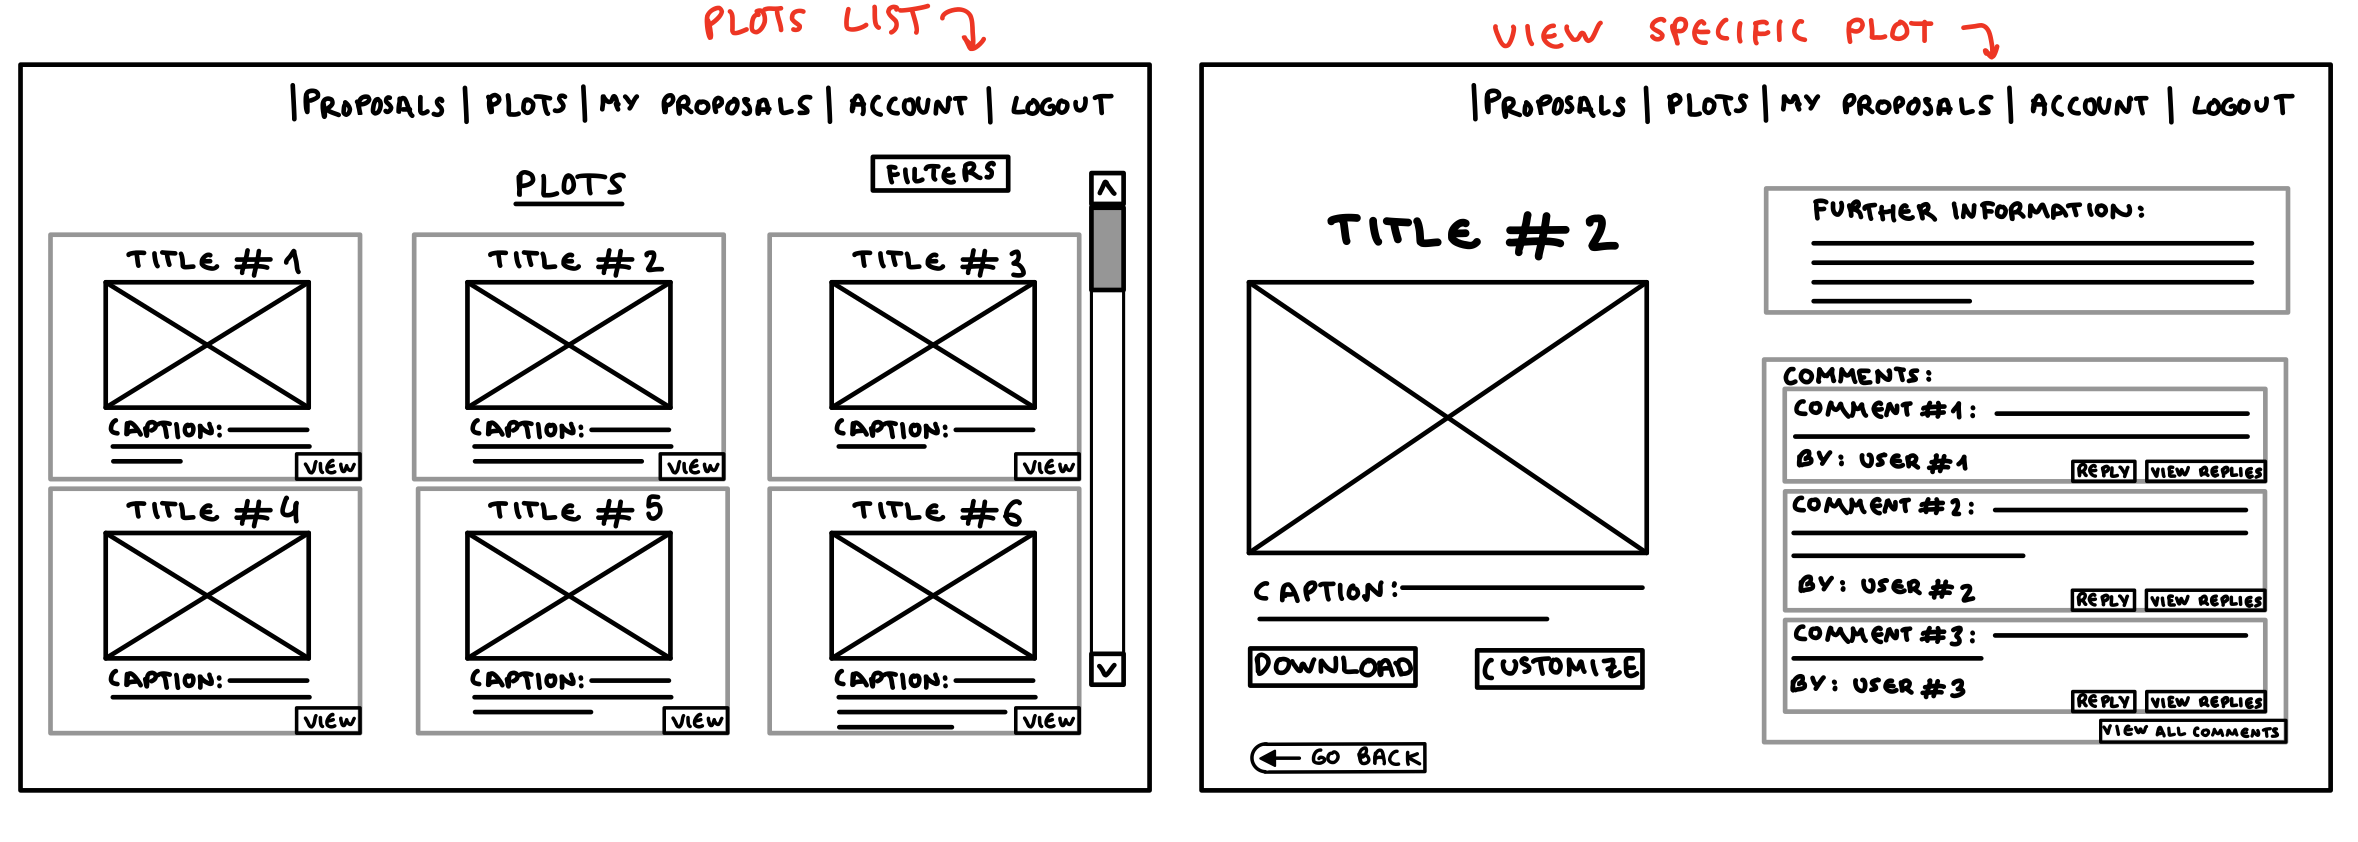 PLOTS LIST
|PROPOSALS | PLOTS | MY PROPOSALS | ACCOUNT | LOGOUT
PLOTS
FILTERS
^
TITLE #1
CAPTION:
VIEW
TITLE #2
CAPTION:
VIEW
TITLE #3
CAPTION:
VIEW
TITLE #4
CAPTION:
VIEW
TITLE #5
CAPTION:
VIEW
TITLE #6
CAPTION:
VIEW
v
VIEW SPECIFIC PLOT
|PROPOSALS | PLOTS | MY PROPOSALS | ACCOUNT | LOGOUT
TITLE #2
CAPTION:
DOWNLOAD
CUSTOMIZE
← GO BACK
FURTHER INFORMATION:
COMMENTS:
COMMENT #1:
BY: USER #1
REPLY
VIEW REPLIES
COMMENT #2:
BY: USER #2
REPLY
VIEW REPLIES
COMMENT #3:
BY: USER #3
REPLY
VIEW REPLIES
VIEW ALL COMMENTS